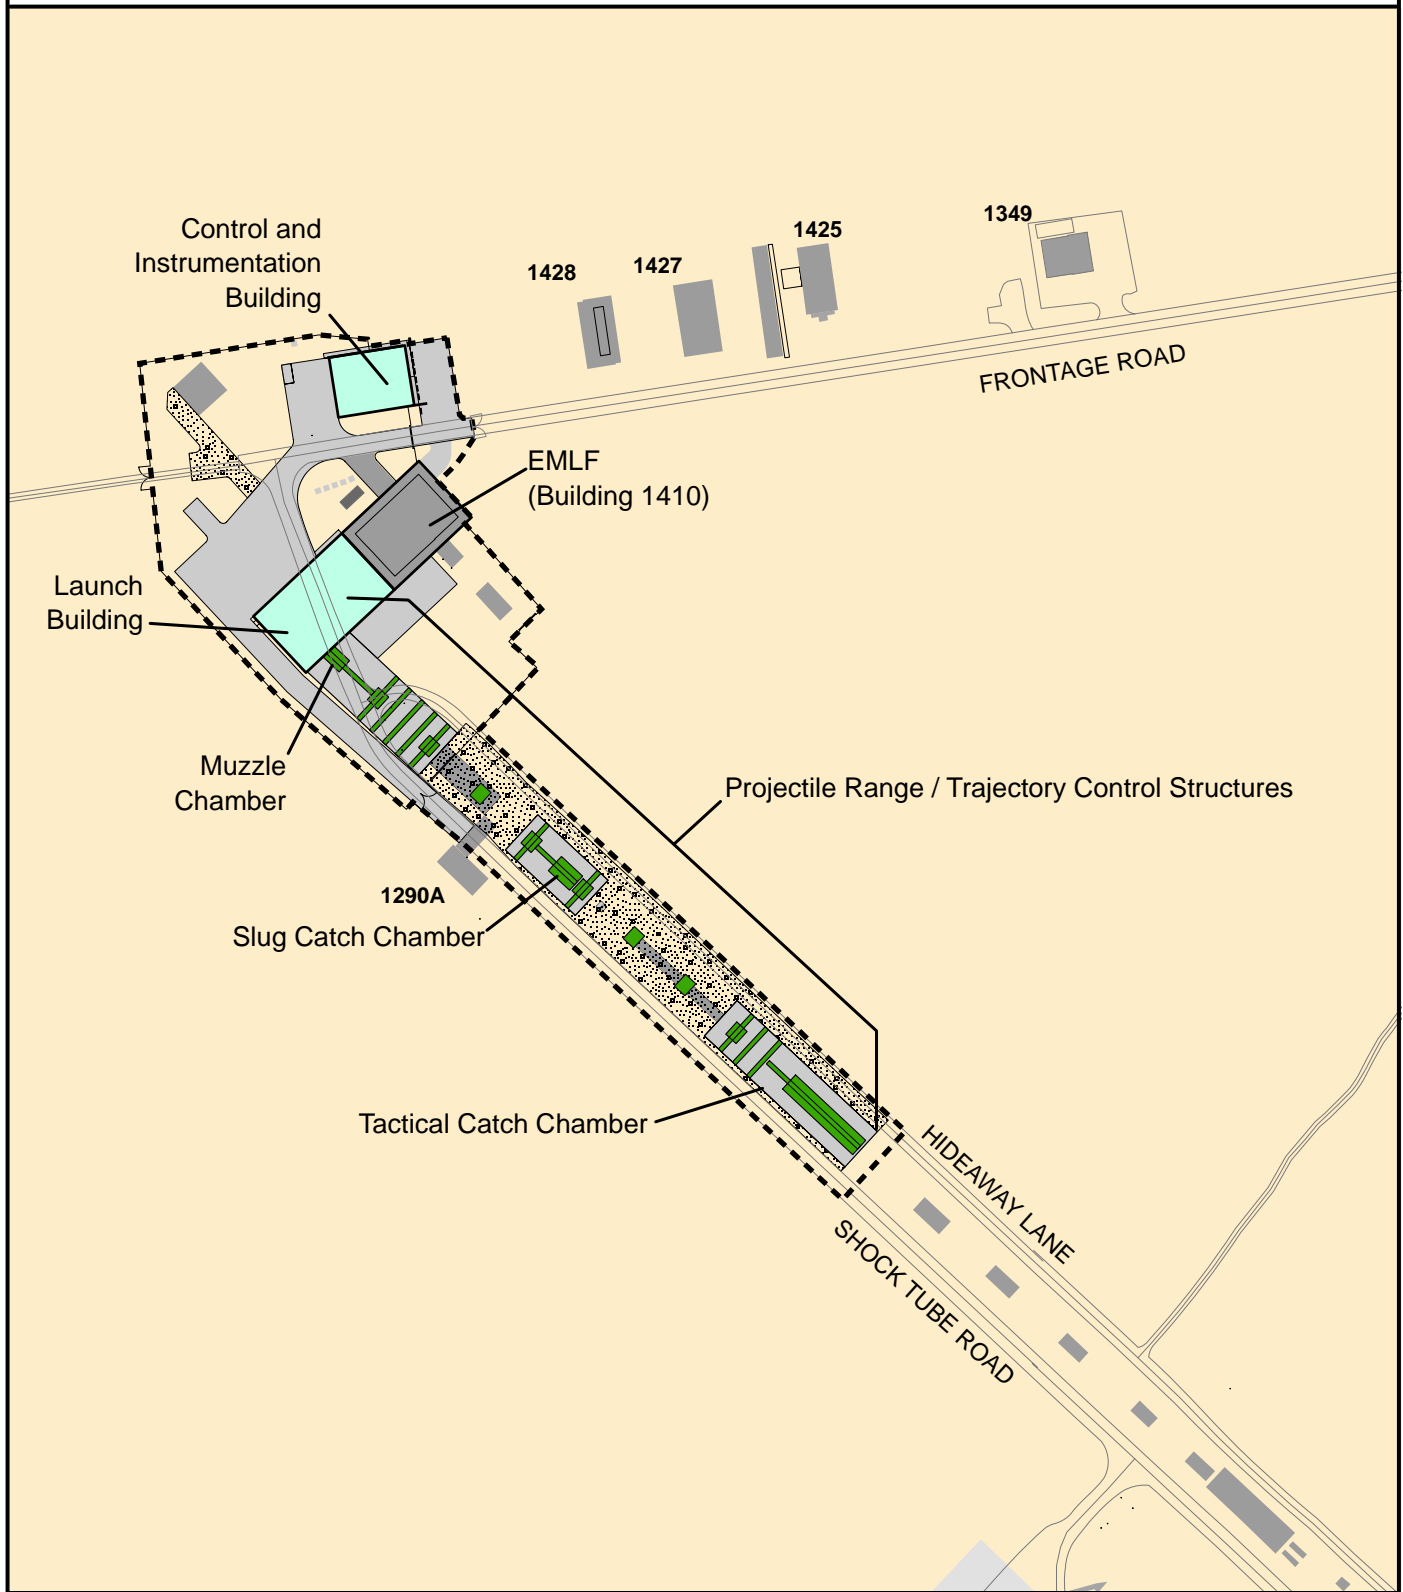 1349
Control and
Instrumentation
Building
1425
1428
1427
FRONTAGE ROAD
EMLF
(Building 1410)
Launch
Building
Muzzle
Chamber
Projectile Range / Trajectory Control Structures
1290A
Slug Catch Chamber
Tactical Catch Chamber
HIDEAWAY LANE
SHOCK TUBE ROAD